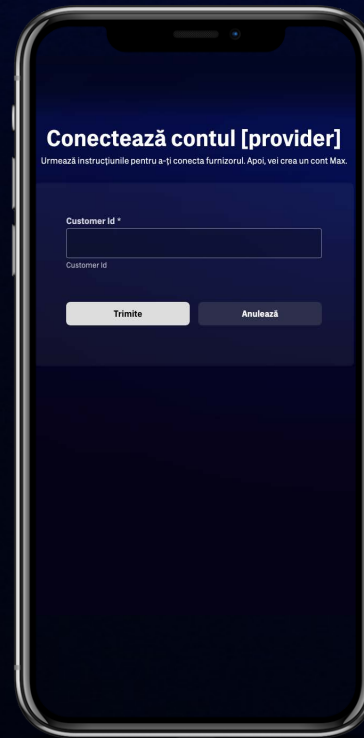 Conectează contul [provider]
Urmează instrucțiunile pentru a-ți conecta furnizorul. Apoi, vei crea un cont Max.
Customer Id *
Customer Id
Trimite Anulează